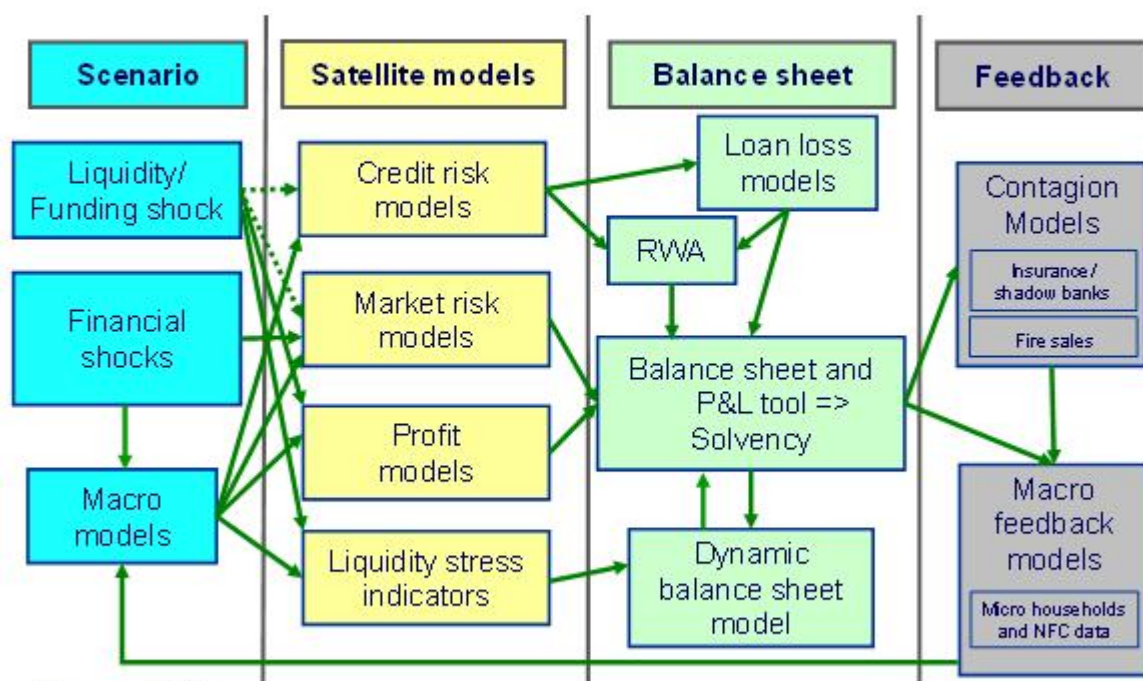 Scenario
Satellite models
Balance sheet
Feedback
Liquidity/
Funding shock
Financial
shocks
Macro
models
Credit risk
models
Market risk
models
Profit
models
Liquidity stress
indicators
Loan loss
models
RWA
Balance sheet and
P&L tool =>
Solvency
Dynamic
balance sheet
model
Contagion
Models
Insurance/
shadow banks
Fire sales
Macro
feedback
models
Micro households
and NFC data